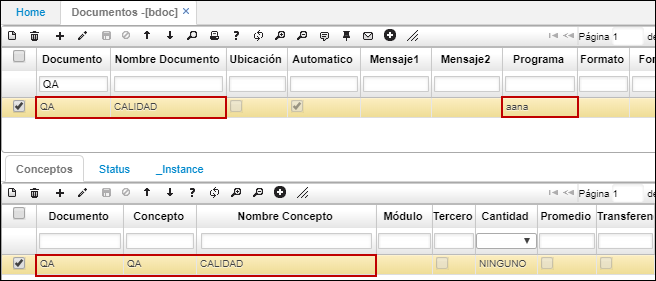 Home Documentos -[bdoc] ×
Página 1 de
Documento Nombre Documento Ubicación Automatico Mensaje1 Mensaje2 Programa Formato For
QA
QA CALIDAD aana
Conceptos Status _Instance
Página 1 de
Documento Concepto Nombre Concepto Módulo Tercero Cantidad Promedio Transferen
QA QA CALIDAD NINGUNO